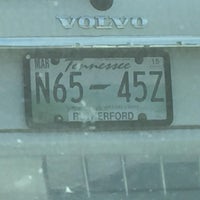 VOLVO
MAR Tennessee 15
N65-45Z
RUTHERFORD